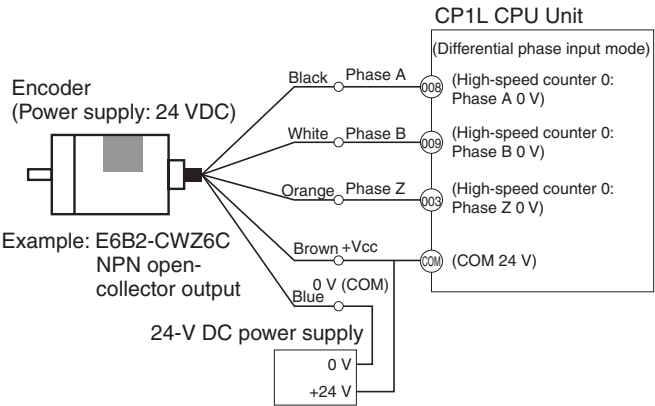 CP1L CPU Unit
(Differential phase input mode)
Encoder
(Power supply: 24 VDC)
Black Phase A 008 (High-speed counter 0:
Phase A 0 V)
White Phase B 009 (High-speed counter 0:
Phase B 0 V)
Orange Phase Z 003 (High-speed counter 0:
Phase Z 0 V)
Example: E6B2-CWZ6C
NPN open-
collector output
Brown +Vcc COM (COM 24 V)
0 V (COM)
Blue
24-V DC power supply
0 V
+24 V